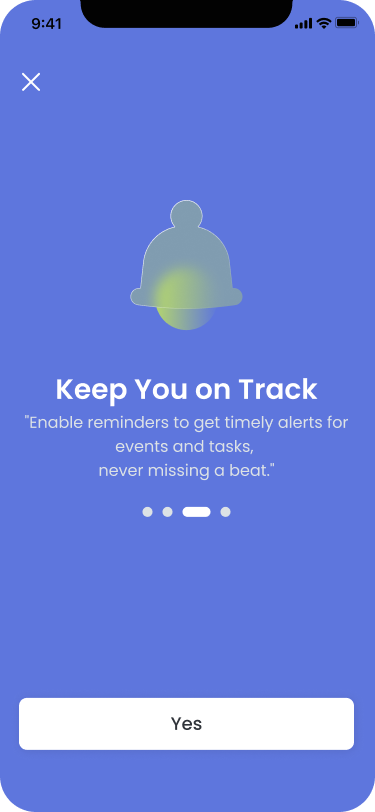 9:41
Keep You on Track
"Enable reminders to get timely alerts for
events and tasks,
never missing a beat."
Yes